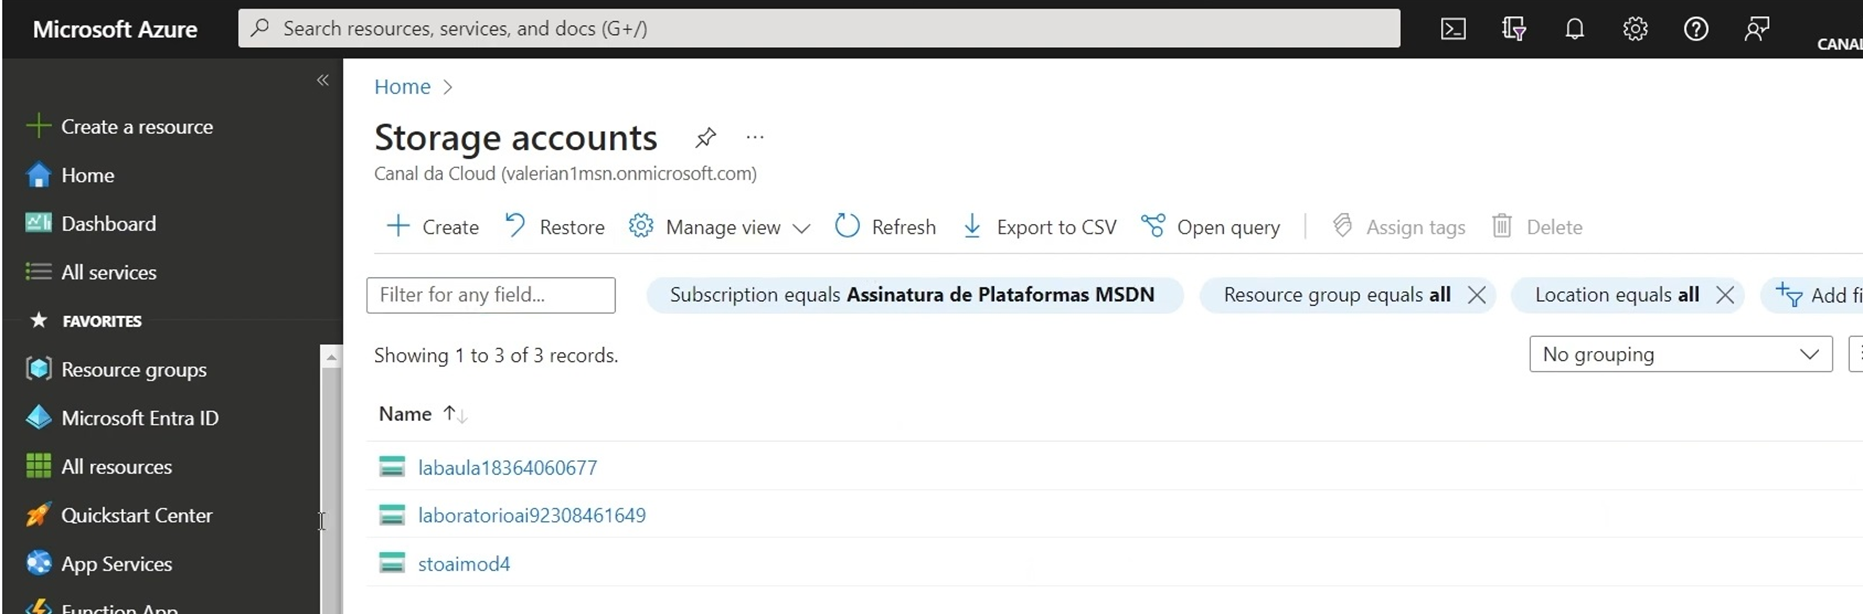 Microsoft Azure
Search resources, services, and docs (G+/)
CANAL
Create a resource
Home
Dashboard
All services
FAVORITES
Resource groups
Microsoft Entra ID
All resources
Quickstart Center
App Services
Function App
Home
Storage accounts
Canal da Cloud (valerian1msn.onmicrosoft.com)
Create Restore Manage view Refresh Export to CSV Open query Assign tags Delete
Filter for any field... Subscription equals Assinatura de Plataformas MSDN Resource group equals all Location equals all Add fi
Showing 1 to 3 of 3 records. No grouping
Name
labaula18364060677
laboratorioai92308461649
stoaimod4